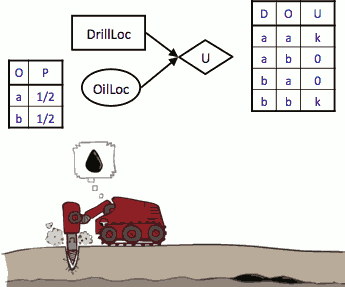 DrillLoc
OilLoc
U
O P
a 1/2
b 1/2
D O U
a a k
a b 0
b a 0
b b k